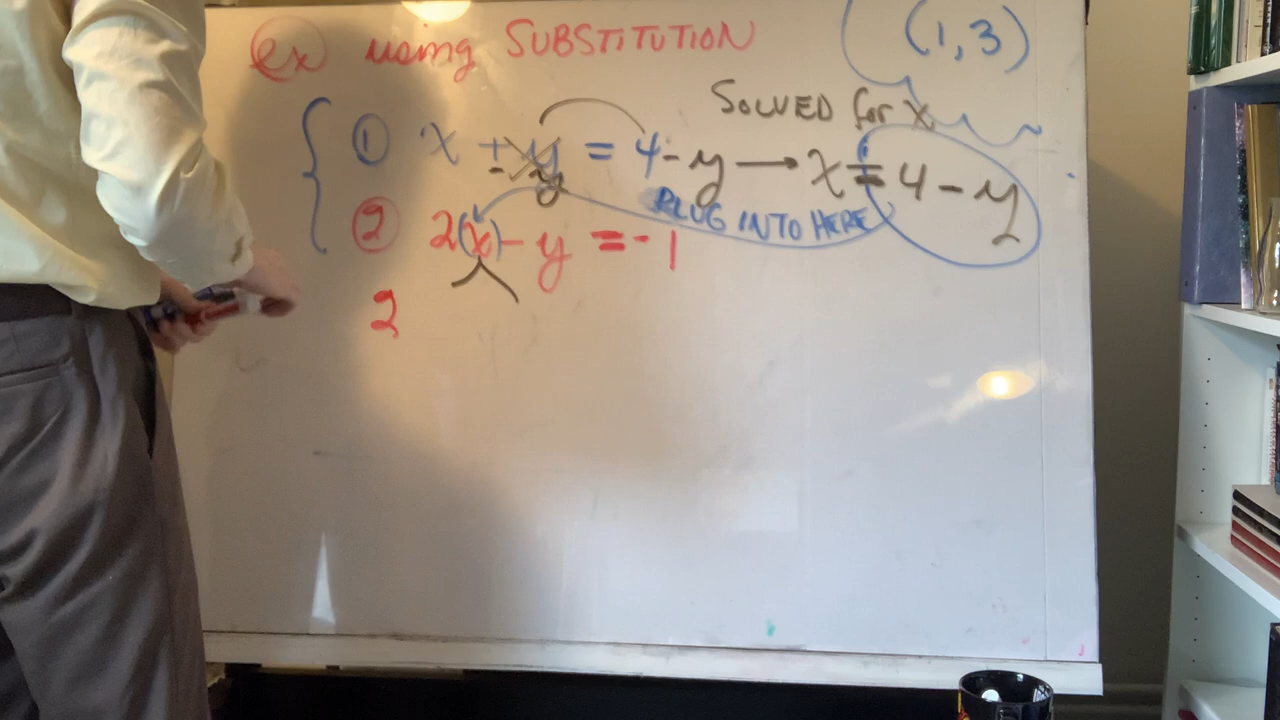 ex using SUBSTITUTION
(1, 3)
SOLVED for x
① x + y = 4 - y → x = 4 - y
- y
PLUG INTO HERE
② 2(x) - y = -1
2